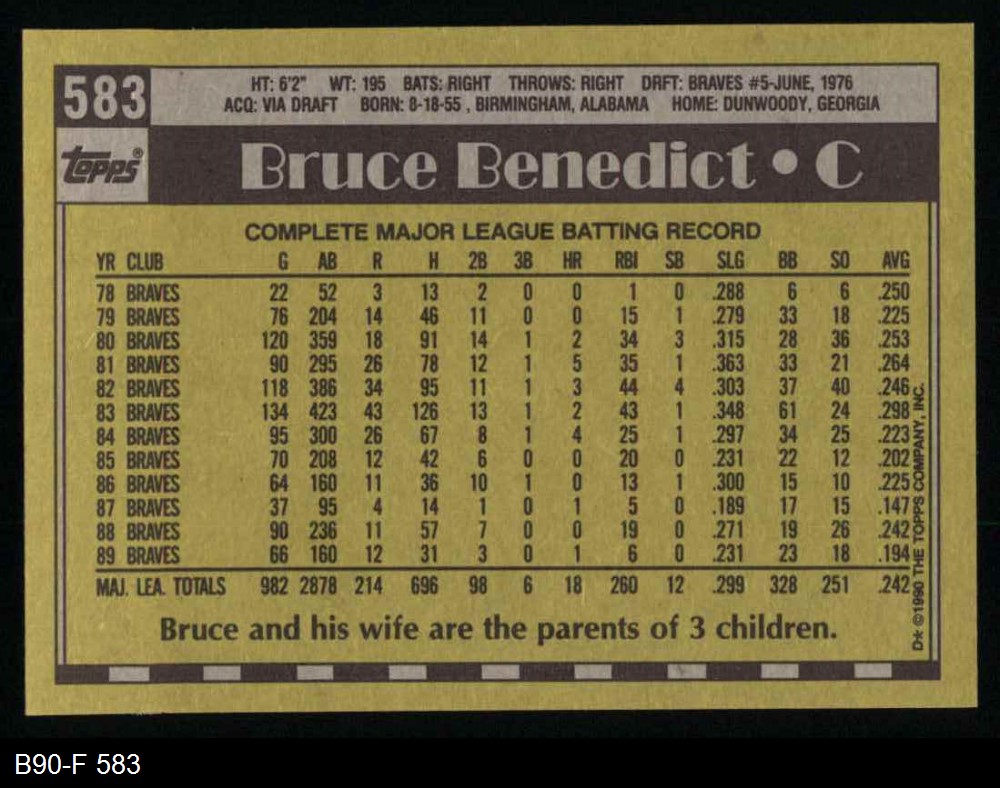 583
HT: 6'2" WT: 195 BATS: RIGHT THROWS: RIGHT DRFT: BRAVES #5-JUNE, 1976
ACQ: VIA DRAFT BORN: 8-18-55 , BIRMINGHAM, ALABAMA HOME: DUNWOODY, GEORGIA
TOPPS®
Bruce Benedict • C
COMPLETE MAJOR LEAGUE BATTING RECORD
YR CLUB G AB R H 2B 3B HR RBI SB SLG BB SO AVG
78 BRAVES 22 52 3 13 2 0 0 1 0 .288 6 6 .250
79 BRAVES 76 204 14 46 11 0 0 15 1 .279 33 18 .225
80 BRAVES 120 359 18 91 14 1 2 34 3 .315 28 36 .253
81 BRAVES 90 295 26 78 12 1 5 35 1 .363 33 21 .264
82 BRAVES 118 386 34 95 11 1 3 44 4 .303 37 40 .246
83 BRAVES 134 423 43 126 13 1 2 43 1 .348 61 24 .298
84 BRAVES 95 300 26 67 8 1 4 25 1 .297 34 25 .223
85 BRAVES 70 208 12 42 6 0 0 20 0 .231 22 12 .202
86 BRAVES 64 160 11 36 10 1 0 13 1 .300 15 10 .225
87 BRAVES 37 95 4 14 1 0 1 5 0 .189 17 15 .147
88 BRAVES 90 236 11 57 7 0 0 19 0 .271 19 26 .242
89 BRAVES 66 160 12 31 3 0 1 6 0 .231 23 18 .194
MAJ. LEA. TOTALS 982 2878 214 696 98 6 18 260 12 .299 328 251 .242
Bruce and his wife are the parents of 3 children.
D* ©1990 THE TOPPS COMPANY, INC.
B90-F 583